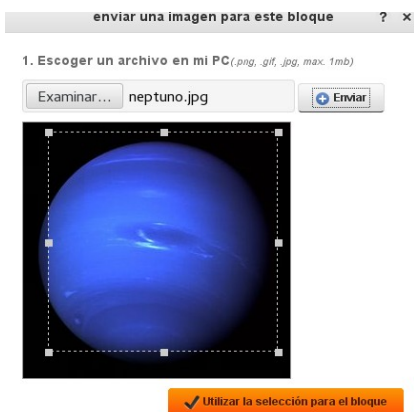 enviar una imagen para este bloque ? ×
1. Escoger un archivo en mi PC(.png, .gif, .jpg, max. 1mb)
Examinar... neptuno.jpg Enviar
Utilizar la selección para el bloque